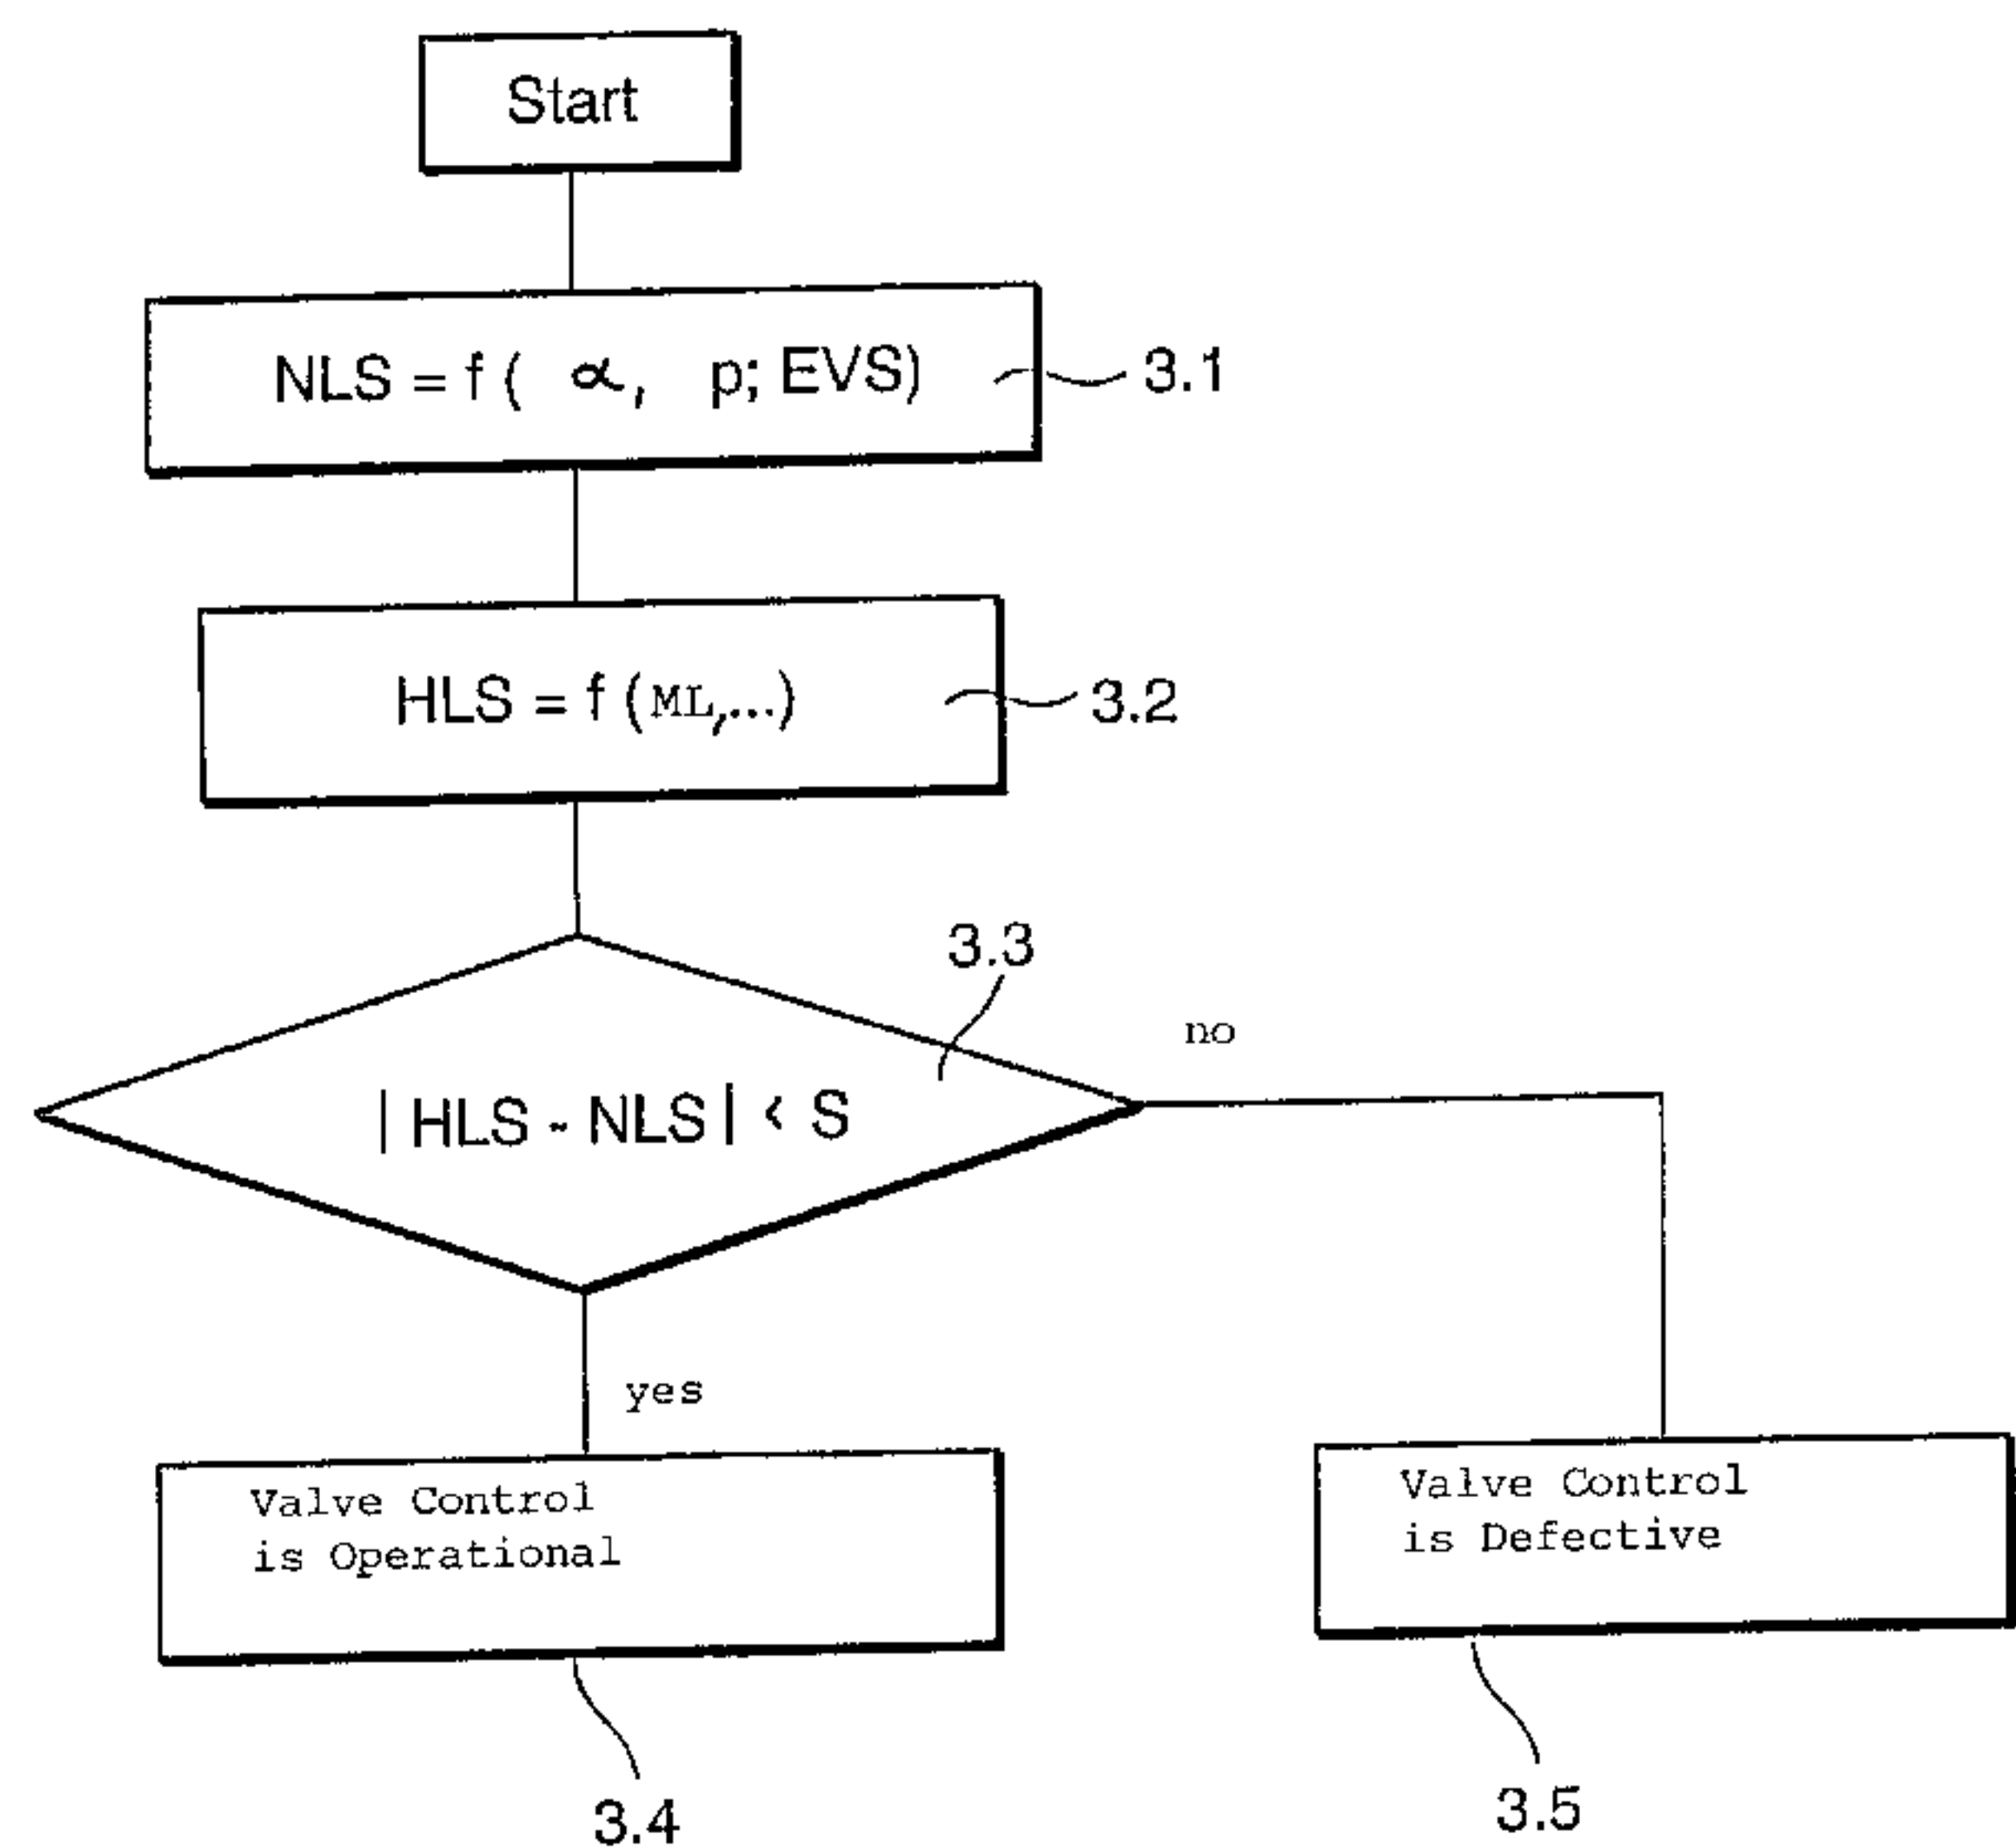 Start
NLS = f ( α, p; EVS)
3.1
HLS = f (ML,...)
3.2
3.3
no
| HLS - NLS | < S
yes
Valve Control
is Operational
Valve Control
is Defective
3.4
3.5